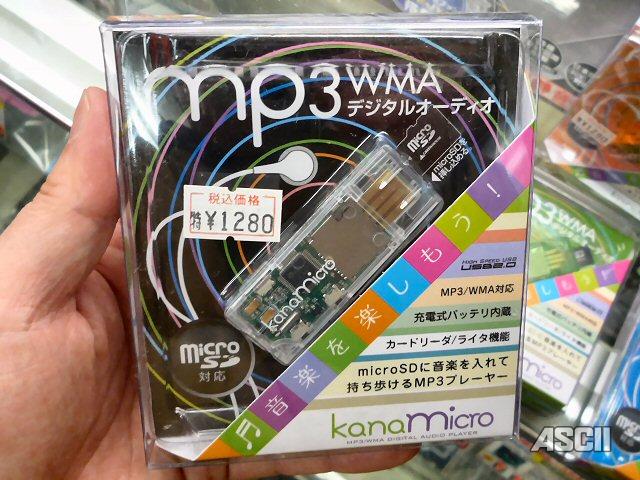 mp3 WMA
デジタルオーディオ
micro SD
microSDを
挿し込める
税込価格
特 ¥1280
kanamicro
micro SD
対応
♫音楽を楽しもう!
HIGH SPEED USB
USB2.0
MP3/WMA対応
充電式バッテリ内蔵
カードリーダ/ライタ機能
microSDに音楽を入れて
持ち歩けるMP3プレーヤー
kanamicro
MP3/WMA DIGITAL AUDIO PLAYER
p3 WMA
ASCII